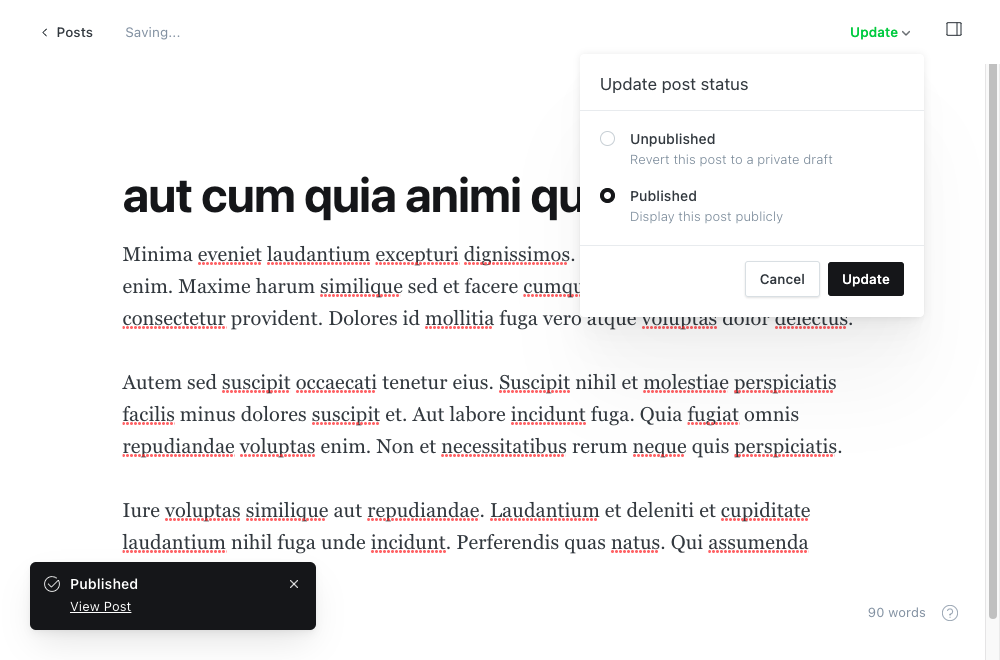 Posts
Saving...
Update
Update post status
Unpublished
Revert this post to a private draft
Published
Display this post publicly
Cancel
Update
aut cum quia animi qu
Minima eveniet laudantium excepturi dignissimos.
enim. Maxime harum similique sed et facere cumqu
consectetur provident. Dolores id mollitia fuga vero atque voluptas dolor delectus.
Autem sed suscipit occaecati tenetur eius. Suscipit nihil et molestiae perspiciatis
facilis minus dolores suscipit et. Aut labore incidunt fuga. Quia fugiat omnis
repudiandae voluptas enim. Non et necessitatibus rerum neque quis perspiciatis.
Iure voluptas similique aut repudiandae. Laudantium et deleniti et cupiditate
laudantium nihil fuga unde incidunt. Perferendis quas natus. Qui assumenda
Published
View Post
90 words